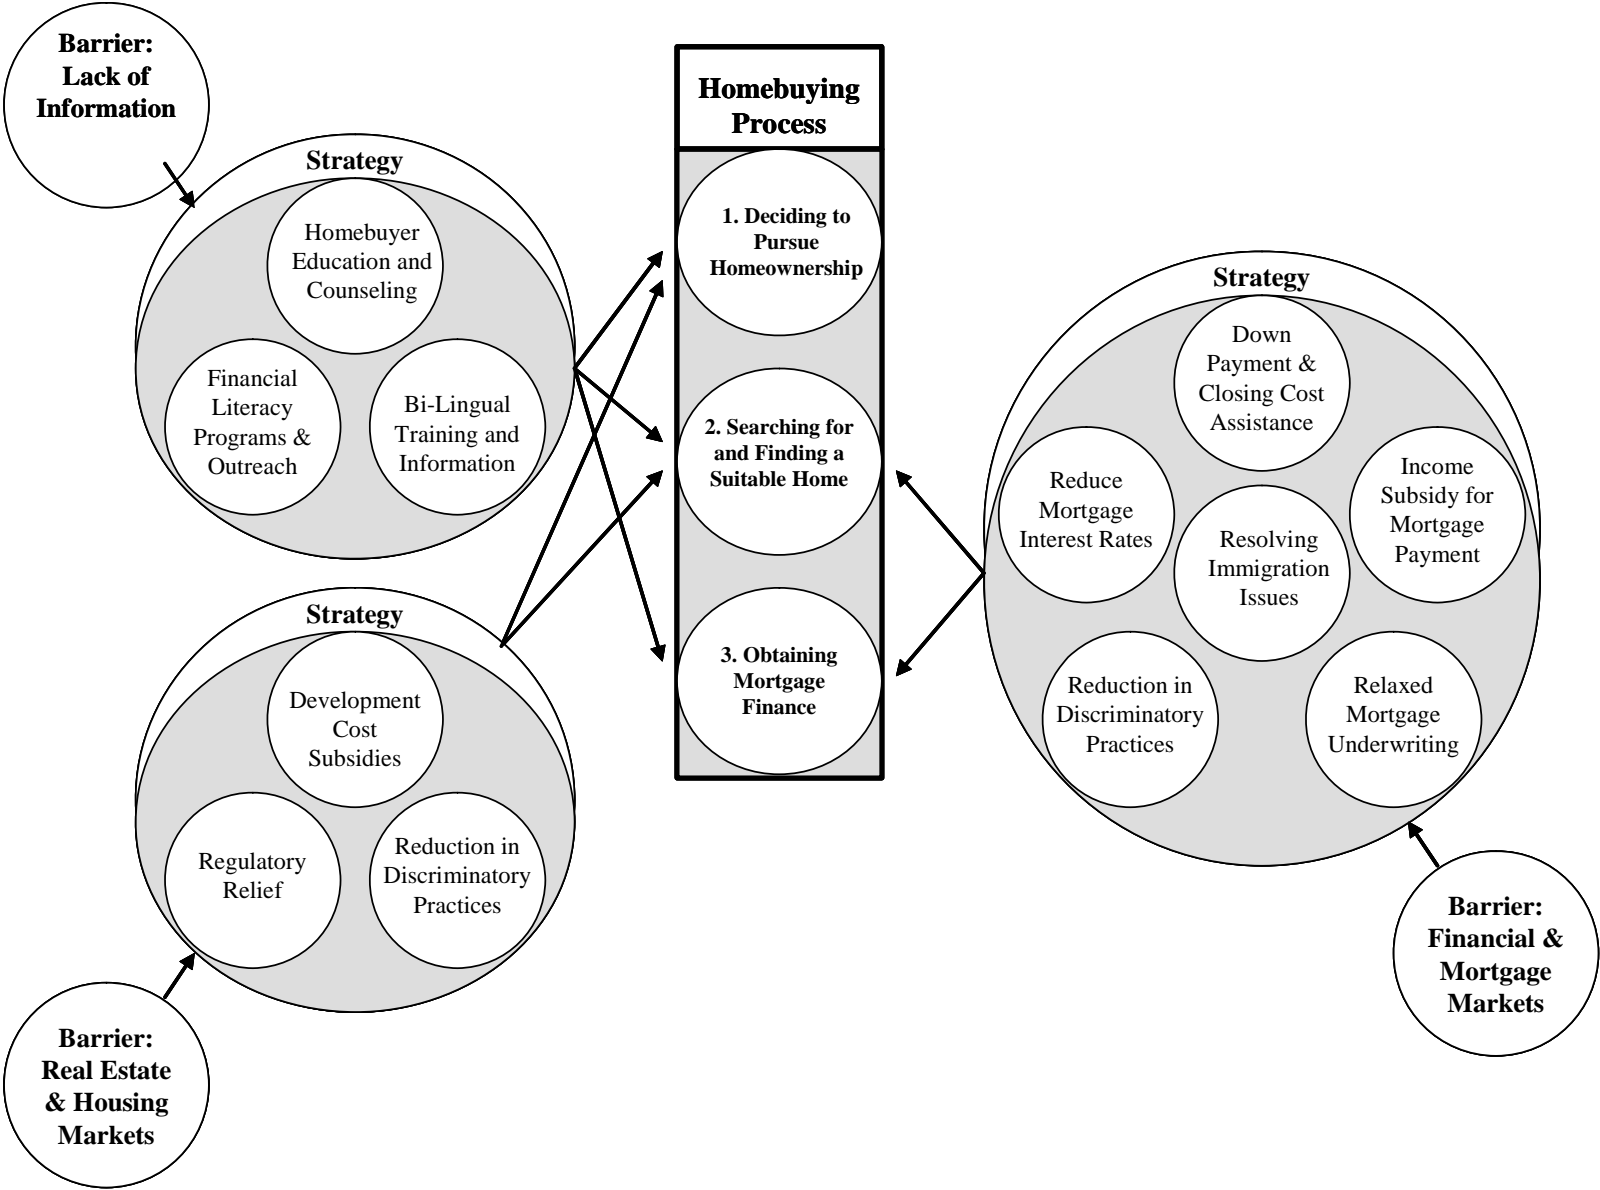 Barrier:
Lack of
Information
Strategy
Homebuyer
Education and
Counseling
Financial
Literacy
Programs &
Outreach
Bi-Lingual
Training and
Information
Strategy
Development
Cost
Subsidies
Regulatory
Relief
Reduction in
Discriminatory
Practices
Barrier:
Real Estate
& Housing
Markets
Homebuying
Process
1. Deciding to
Pursue
Homeownership
2. Searching for
and Finding a
Suitable Home
3. Obtaining
Mortgage
Finance
Strategy
Down
Payment &
Closing Cost
Assistance
Reduce
Mortgage
Interest Rates
Resolving
Immigration
Issues
Income
Subsidy for
Mortgage
Payment
Reduction in
Discriminatory
Practices
Relaxed
Mortgage
Underwriting
Barrier:
Financial &
Mortgage
Markets